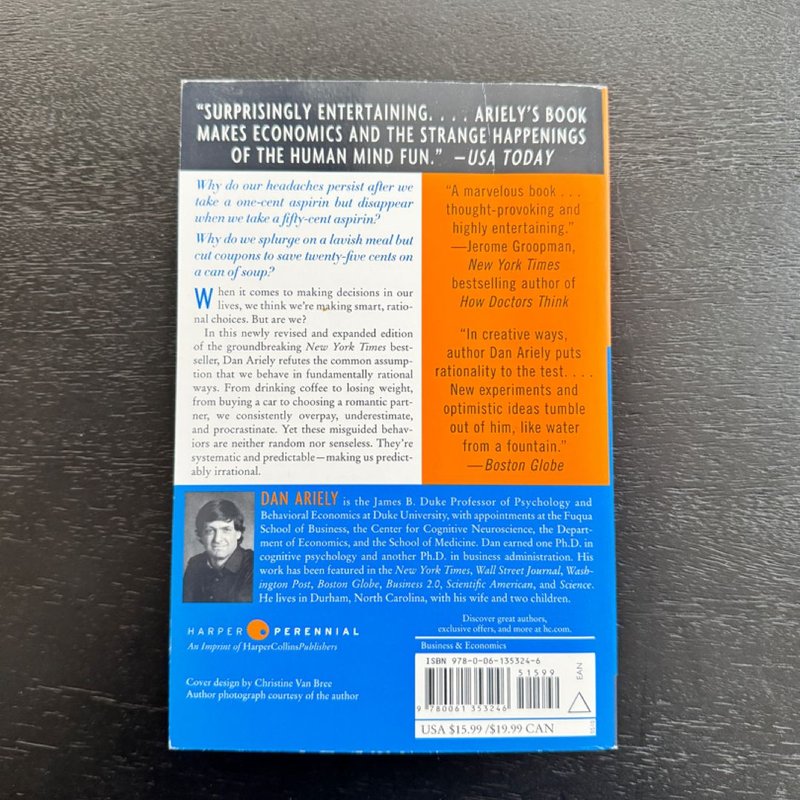 “SURPRISINGLY ENTERTAINING. . . . ARIELY’S BOOK
MAKES ECONOMICS AND THE STRANGE HAPPENINGS
OF THE HUMAN MIND FUN.” —USA TODAY
Why do our headaches persist after we
take a one-cent aspirin but disappear
when we take a fifty-cent aspirin?
Why do we splurge on a lavish meal but
cut coupons to save twenty-five cents on
a can of soup?
When it comes to making decisions in our
lives, we think we’re making smart, ratio-
nal choices. But are we?
In this newly revised and expanded edition
of the groundbreaking New York Times best-
seller, Dan Ariely refutes the common assump-
tion that we behave in fundamentally rational
ways. From drinking coffee to losing weight,
from buying a car to choosing a romantic part-
ner, we consistently overpay, underestimate,
and procrastinate. Yet these misguided behav-
iors are neither random nor senseless. They’re
systematic and predictable—making us predict-
ably irrational.
“A marvelous book . . .
thought-provoking and
highly entertaining.”
—Jerome Groopman,
New York Times
bestselling author of
How Doctors Think
“In creative ways,
author Dan Ariely puts
rationality to the test. . . .
New experiments and
optimistic ideas tumble
out of him, like water
from a fountain.”
—Boston Globe
DAN ARIELY is the James B. Duke Professor of Psychology and
Behavioral Economics at Duke University, with appointments at the Fuqua
School of Business, the Center for Cognitive Neuroscience, the Depart-
ment of Economics, and the School of Medicine. Dan earned one Ph.D. in
cognitive psychology and another Ph.D. in business administration. His
work has been featured in the New York Times, Wall Street Journal, Wash-
ington Post, Boston Globe, Business 2.0, Scientific American, and Science.
He lives in Durham, North Carolina, with his wife and two children.
HARPER PERENNIAL
An Imprint of HarperCollinsPublishers
Discover great authors,
exclusive offers, and more at hc.com.
Cover design by Christine Van Bree
Author photograph courtesy of the author
Business & Economics
ISBN 978-0-06-135324-6
51599
EAN
9 780061 353246
USA $15.99 / $19.99 CAN